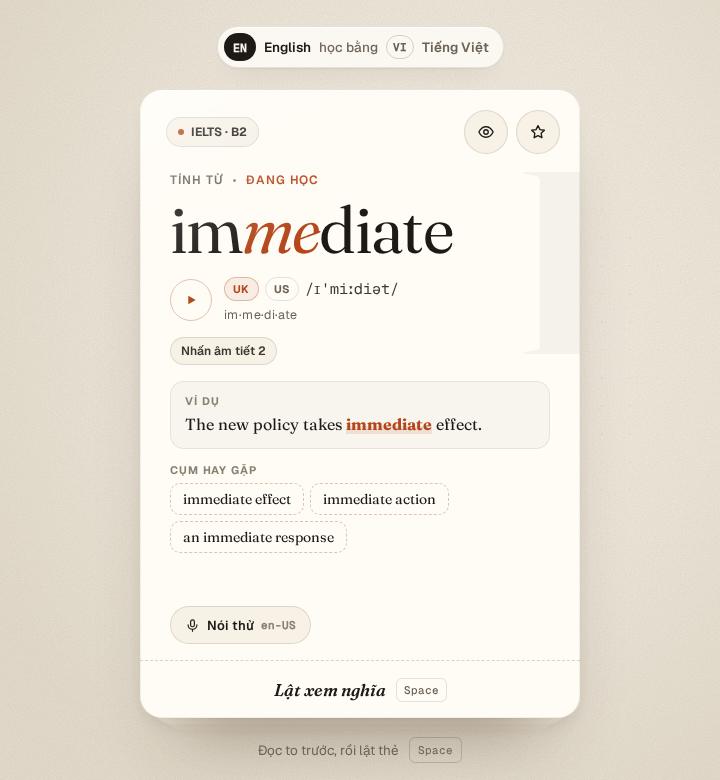 EN English học bằng VI Tiếng Việt
IELTS · B2
TÍNH TỪ • ĐANG HỌC
immediate
UK US /ɪˈmiːdiət/
im·me·di·ate
Nhấn âm tiết 2
VÍ DỤ
The new policy takes immediate effect.
CỤM HAY GẶP
immediate effect immediate action
an immediate response
Nói thử en-US
Lật xem nghĩa Space
Đọc to trước, rồi lật thẻ Space